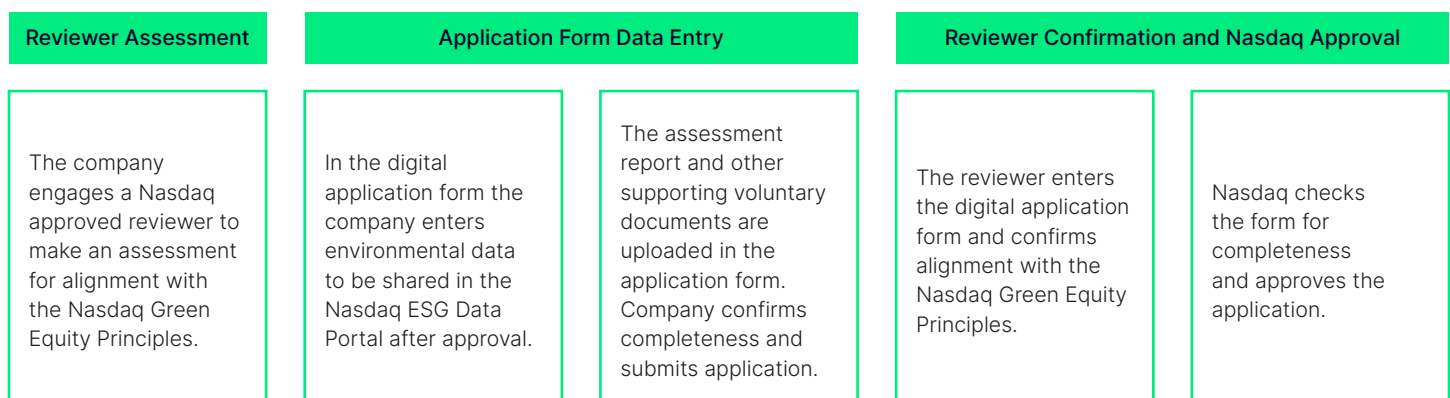 Reviewer Assessment
Application Form Data Entry
Reviewer Confirmation and Nasdaq Approval
The company
engages a Nasdaq
approved reviewer to
make an assessment
for alignment with
the Nasdaq Green
Equity Principles.
In the digital
application form the
company enters
environmental data
to be shared in the
Nasdaq ESG Data
Portal after approval.
The assessment
report and other
supporting voluntary
documents are
uploaded in the
application form.
Company confirms
completeness and
submits application.
The reviewer enters
the digital application
form and confirms
alignment with the
Nasdaq Green Equity
Principles.
Nasdaq checks
the form for
completeness
and approves the
application.